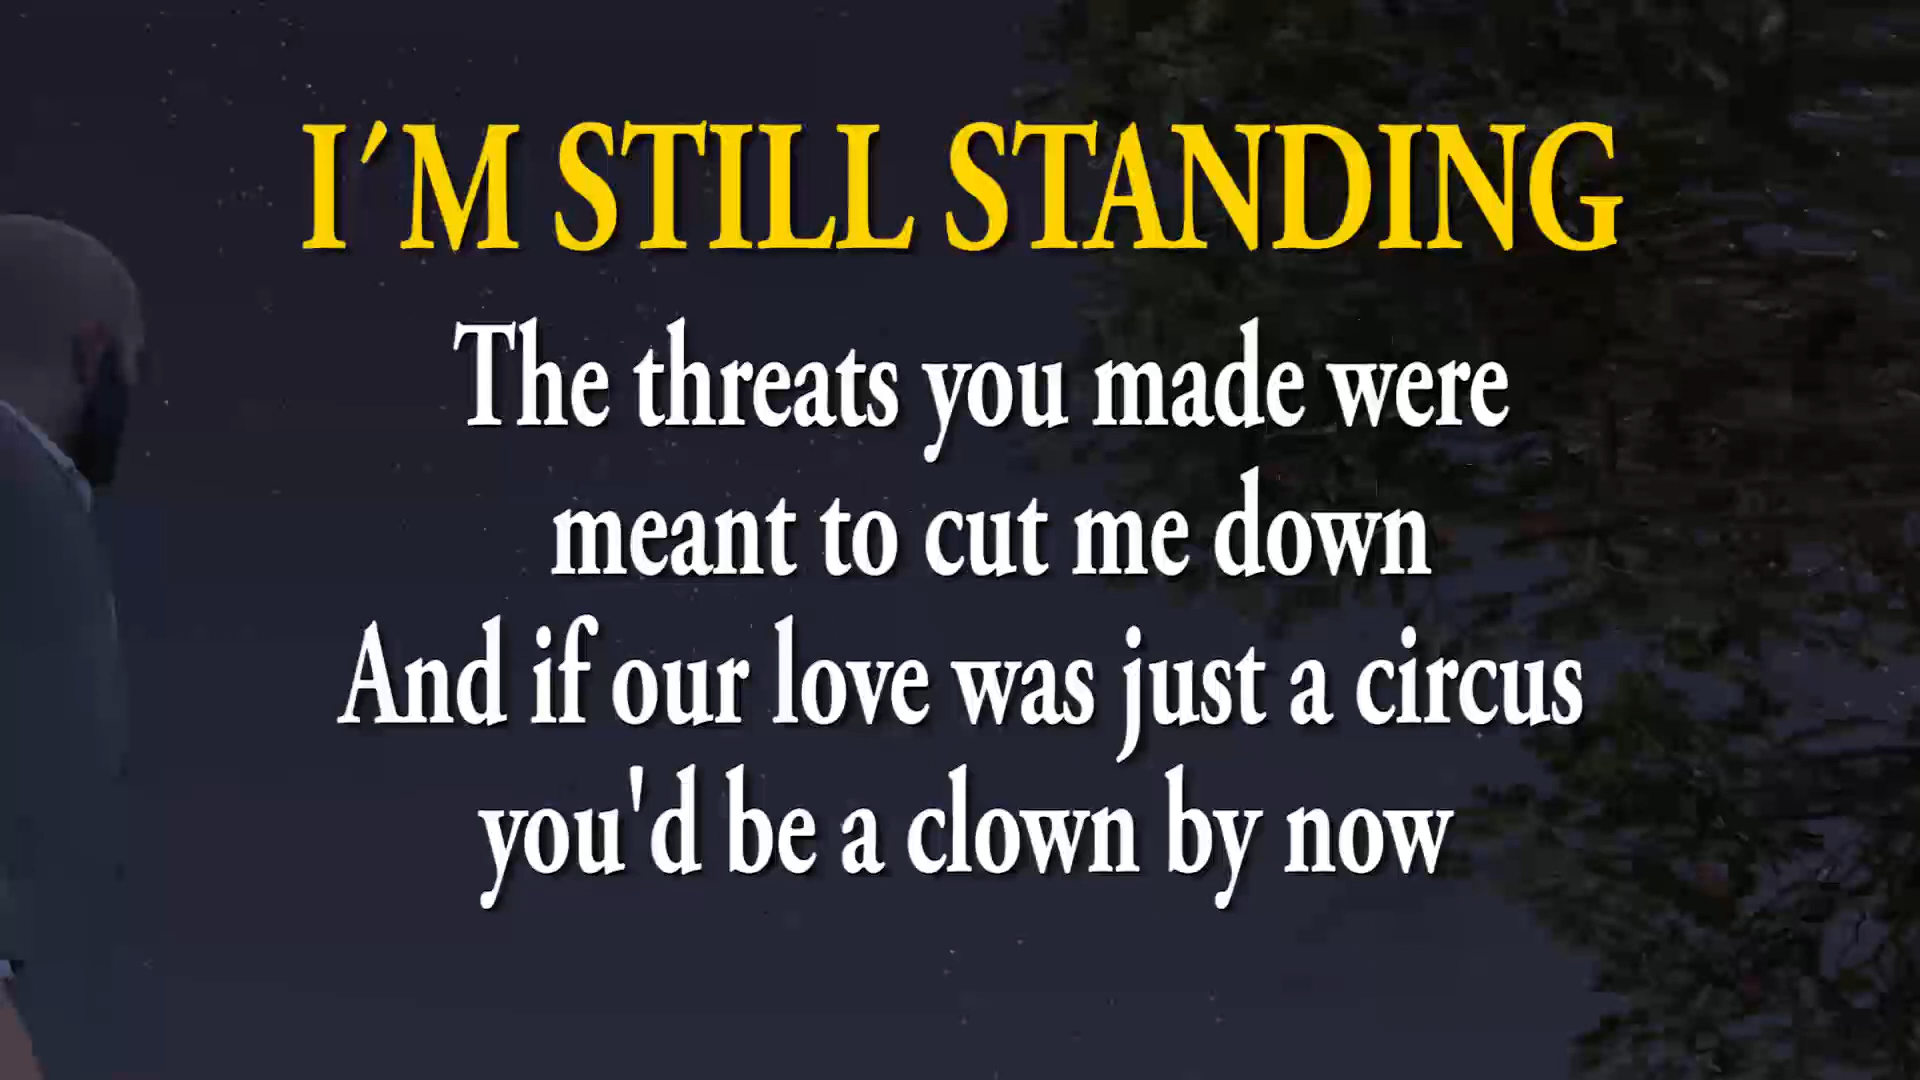 I´M STILL STANDING
The threats you made were
meant to cut me down
And if our love was just a circus
you'd be a clown by now